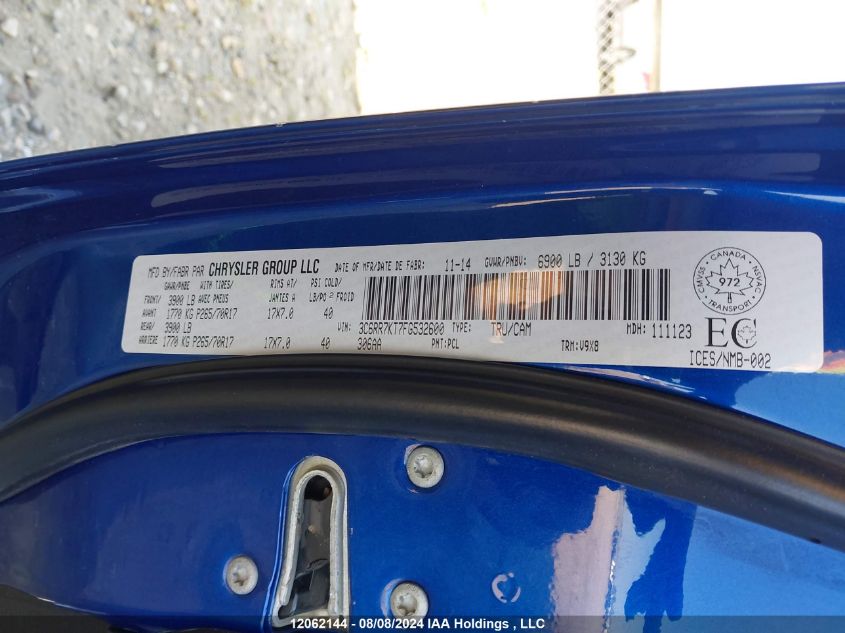 MFD BY/FABR PAR CHRYSLER GROUP LLC DATE OF MFR/DATE DE FABR: 11-14 GVWR/PNBV: 6900 LB / 3130 KG
GAWR/PNBE WITH TIRES/ RIMS AT/ PSI COLD/
FRONT/ 3900 LB AVEC PNEUS JANTES A LB/PO2 FROID
AVANT 1770 KG P265/70R17 17X7.0 40
REAR/ 3900 LB VIN: 3C6RR7KT7FG532600 TYPE: TRU/CAM MDH: 111123
ARRIERE 1770 KG P265/70R17 17X7.0 40 306AA PNT:PCL TRM:V9X8
CMVSS CANADA NSVAC
972
TRANSPORT
EC
ICES/NMB-002
12062144 - 08/08/2024 IAA Holdings , LLC